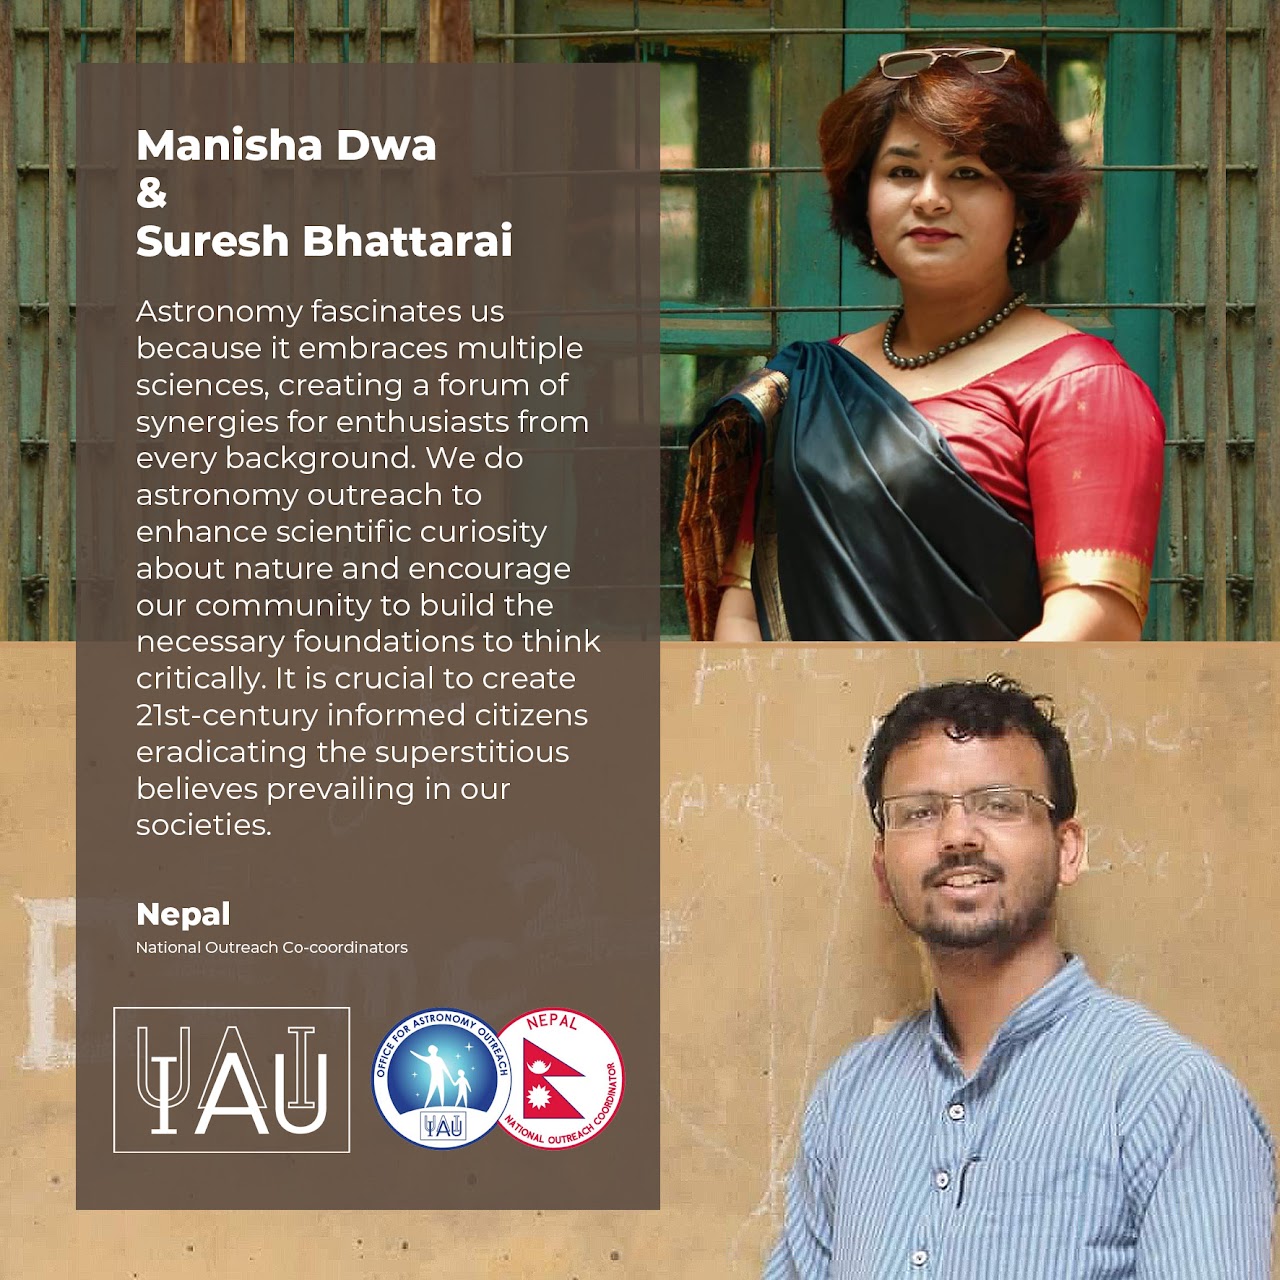 Manisha Dwa
&
Suresh Bhattarai
Astronomy fascinates us
because it embraces multiple
sciences, creating a forum of
synergies for enthusiasts from
every background. We do
astronomy outreach to
enhance scientific curiosity
about nature and encourage
our community to build the
necessary foundations to think
critically. It is crucial to create
21st-century informed citizens
eradicating the superstitious
believes prevailing in our
societies.
Nepal
National Outreach Co-coordinators
UAI
IAU
OFFICE FOR ASTRONOMY OUTREACH
UAI
IAU
NEPAL
NATIONAL OUTREACH COORDINATOR